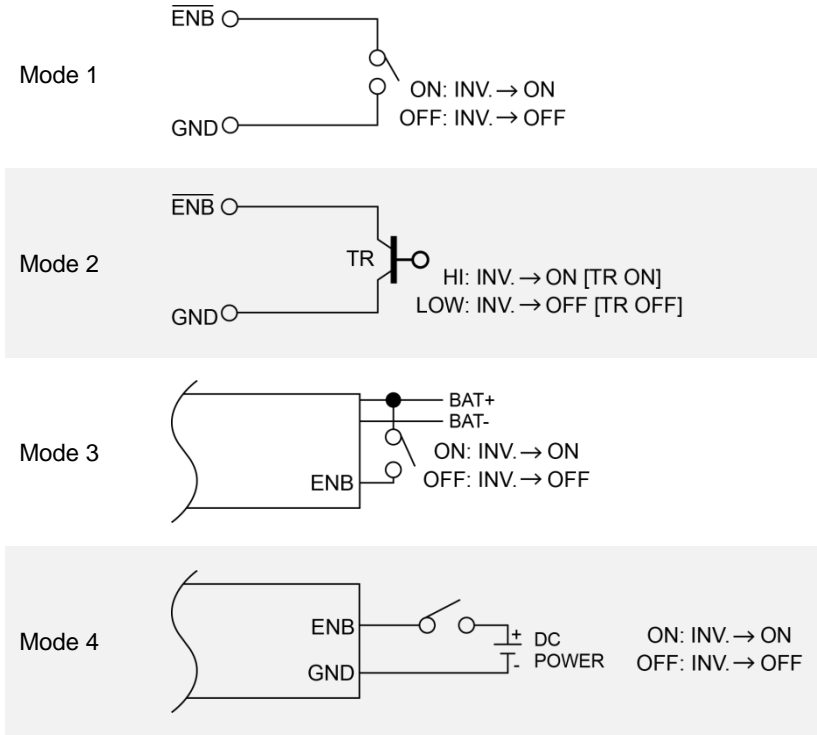 Mode 1
E̅N̅B̅
GND
ON: INV.→ ON
OFF: INV.→ OFF
Mode 2
E̅N̅B̅
TR
GND
HI: INV.→ ON [TR ON]
LOW: INV.→ OFF [TR OFF]
Mode 3
BAT+
BAT-
ENB
ON: INV.→ ON
OFF: INV.→ OFF
Mode 4
ENB
GND
+ DC
- POWER
ON: INV.→ ON
OFF: INV.→ OFF